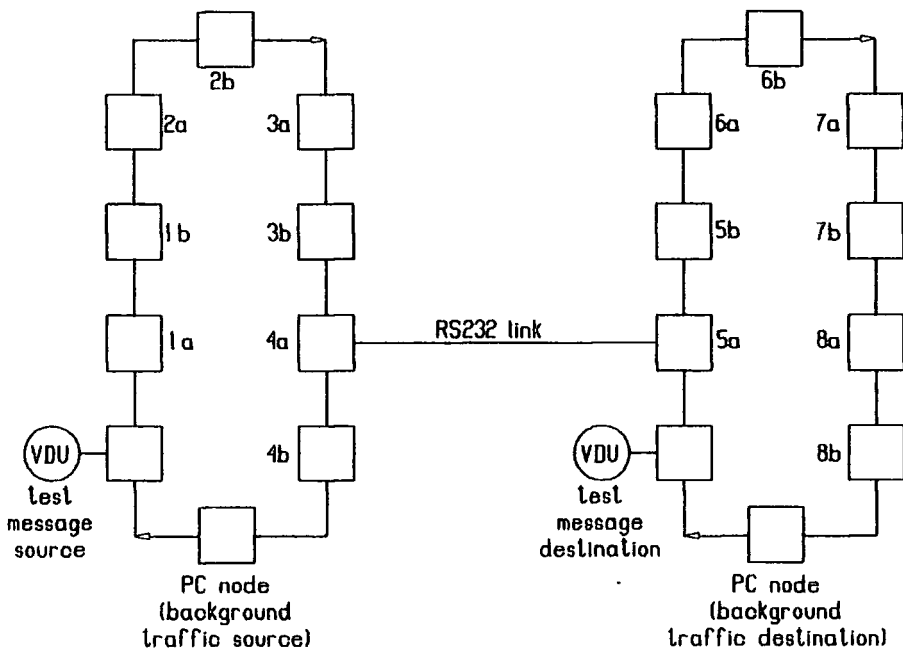 2b
6b
2a
3a
6a
7a
1b
3b
5b
7b
RS232 link
1a
4a
5a
8a
VDU
4b
VDU
8b
test
message
source
test
message
destination
PC node
(background
traffic source)
PC node
(background
traffic destination)